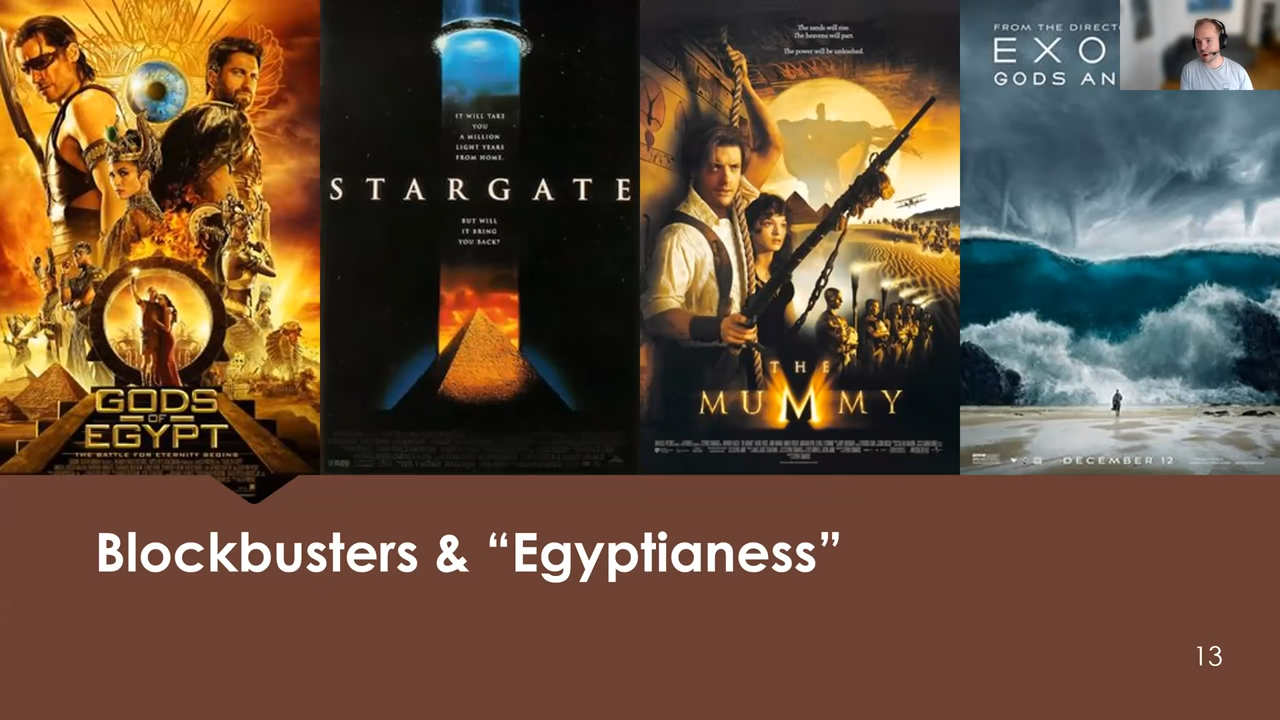 GODS
OF
EGYPT
THE BATTLE FOR ETERNITY BEGINS
IT WILL TAKE
YOU
A MILLION
LIGHT YEARS
FROM HOME.
STARGATE
BUT WILL
IT BRING
YOU BACK?
The sands will rise.
The heavens will part.
The power will be unleashed.
THE
MUMMY
FROM THE DIRECT
EXO
GODS AN
DECEMBER 12
Blockbusters & “Egyptianess”
13